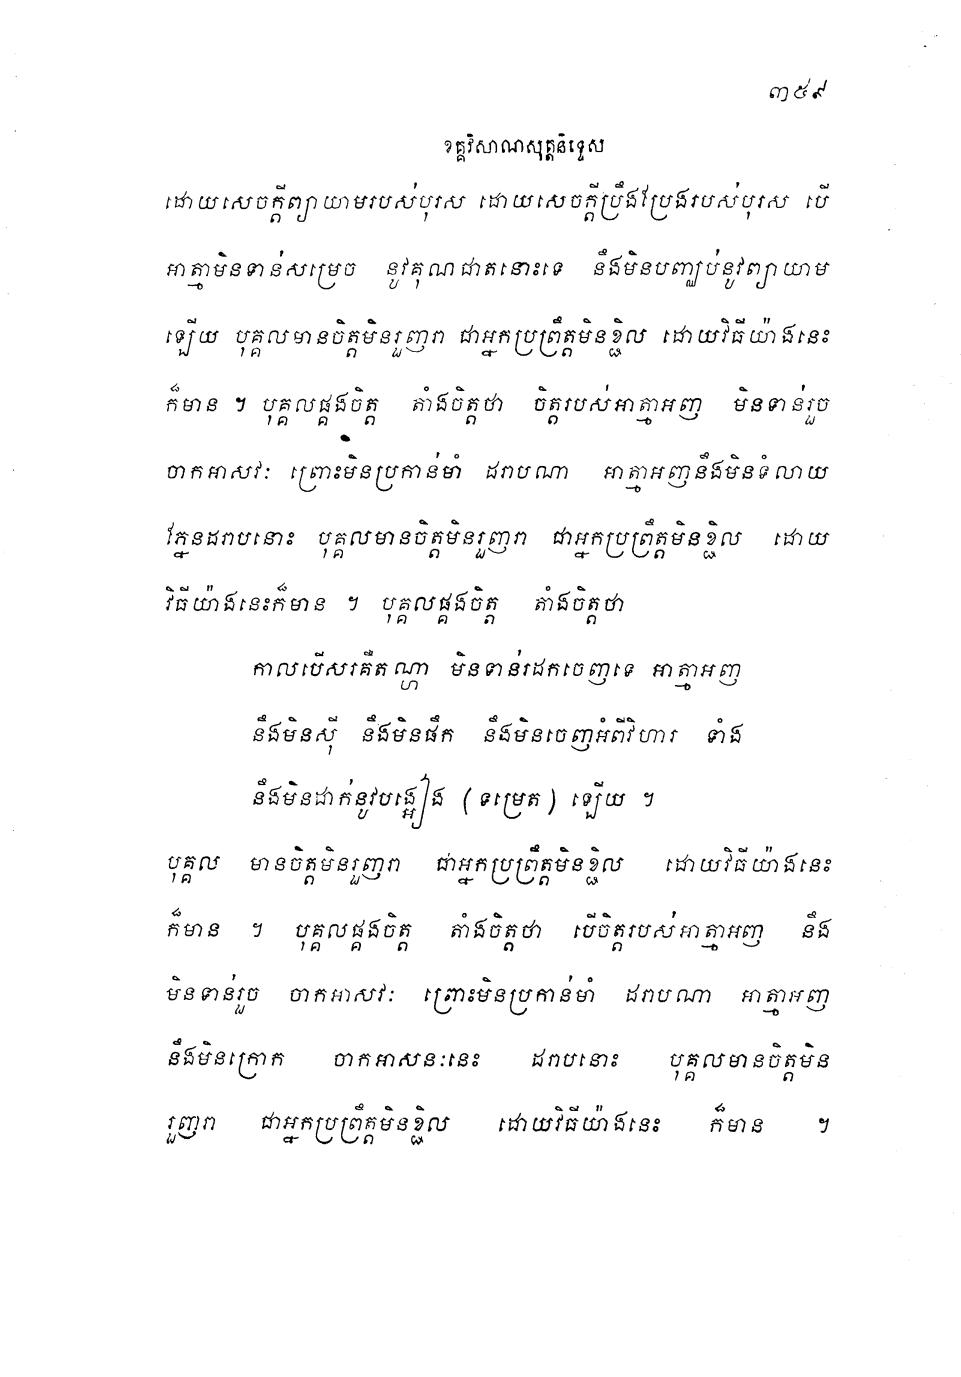 ៣៥៩
ខគ្គវិសាណសុត្តនិទ្ទេស
ដោយសេចក្តីព្យាយាមរបស់បុរស ដោយសេចក្តីប្រឹងប្រែងរបស់បុរស បើ
អាត្មាមិនទាន់សម្រេច នូវគុណជាតនោះទេ នឹងមិនបញ្ឈប់នូវព្យាយាម
ឡើយ បុគ្គលមានចិត្តមិនរួញរា ជាអ្នកប្រព្រឹត្តមិនខ្ជិល ដោយវិធីយ៉ាងនេះ
ក៏មាន ។ បុគ្គលផ្គងចិត្ត តាំងចិត្តថា ចិត្តរបស់អាត្មាអញ មិនទាន់រួច
ចាកអាសវៈ ព្រោះមិនប្រកាន់មាំ ដរាបណា អាត្មាអញនឹងមិនទំលាយ
ភ្នែនដរាបនោះ បុគ្គលមានចិត្តមិនរួញរា ជាអ្នកប្រព្រឹត្តមិនខ្ជិល ដោយ
វិធីយ៉ាងនេះក៏មាន ។ បុគ្គលផ្គងចិត្ត តាំងចិត្តថា
កាលបើសរគឺតណ្ហា មិនទាន់ដកចេញទេ អាត្មាអញ
នឹងមិនស៊ី នឹងមិនផឹក នឹងមិនចេញអំពីវិហារ ទាំង
នឹងមិនដាក់នូវបង្អៀង (ទម្រេត) ឡើយ ។
បុគ្គល មានចិត្តមិនរួញរា ជាអ្នកប្រព្រឹត្តមិនខ្ជិល ដោយវិធីយ៉ាងនេះ
ក៏មាន ។ បុគ្គលផ្គងចិត្ត តាំងចិត្តថា បើចិត្តរបស់អាត្មាអញ នឹង
មិនទាន់រួច ចាកអាសវៈ ព្រោះមិនប្រកាន់មាំ ដរាបណា អាត្មាអញ
នឹងមិនក្រោក ចាកអាសនៈនេះ ដរាបនោះ បុគ្គលមានចិត្តមិន
រួញរា ជាអ្នកប្រព្រឹត្តមិនខ្ជិល ដោយវិធីយ៉ាងនេះ ក៏មាន ។